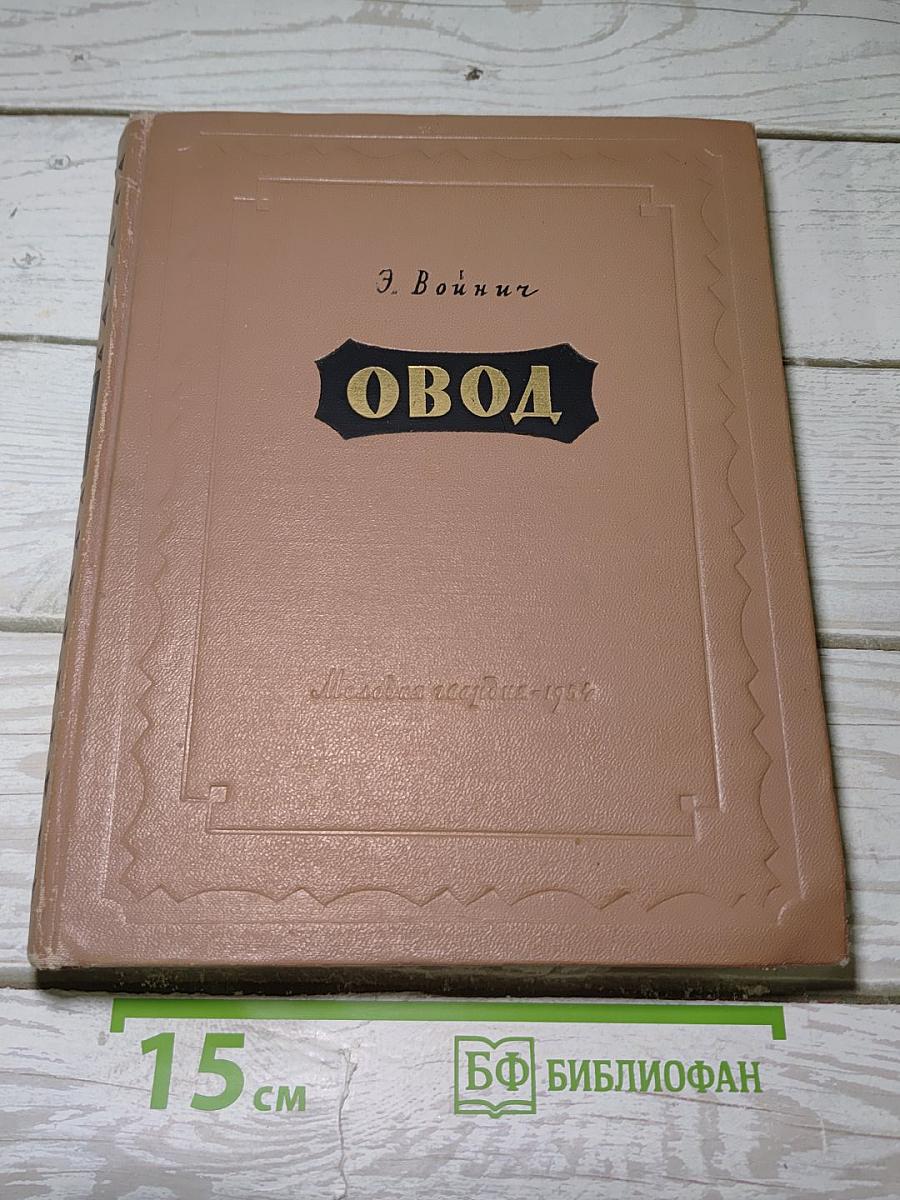 Э. Войнич
ОВОД
Молодая гвардия-1954
15 см
БФ БИБЛИОФАН